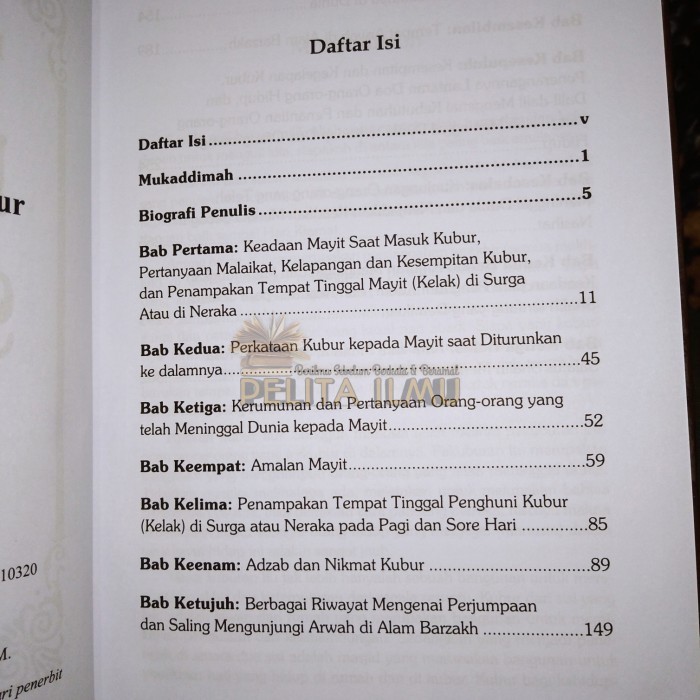 Daftar Isi
Daftar Isi..................................................................v
Mukaddimah ...........................................................1
Biografi Penulis........................................................5
Bab Pertama: Keadaan Mayit Saat Masuk Kubur,
Pertanyaan Malaikat, Kelapangan dan Kesempitan Kubur,
dan Penampakan Tempat Tinggal Mayit (Kelak) di Surga
Atau di Neraka ..........................................................11
Bab Kedua: Perkataan Kubur kepada Mayit saat Diturunkan
ke dalamnya..............................................................45
PELITA ILMU
Bab Ketiga: Kerumunan dan Pertanyaan Orang-orang yang
telah Meninggal Dunia kepada Mayit.................................52
Bab Keempat: Amalan Mayit..........................................59
Bab Kelima: Penampakan Tempat Tinggal Penghuni Kubur
(Kelak) di Surga atau Neraka pada Pagi dan Sore Hari .............85
Bab Keenam: Adzab dan Nikmat Kubur ...............................89
Bab Ketujuh: Berbagai Riwayat Mengenai Perjumpaan
dan Saling Mengunjungi Arwah di Alam Barzakh ....................149
ur
10320
M.
ri penerbit